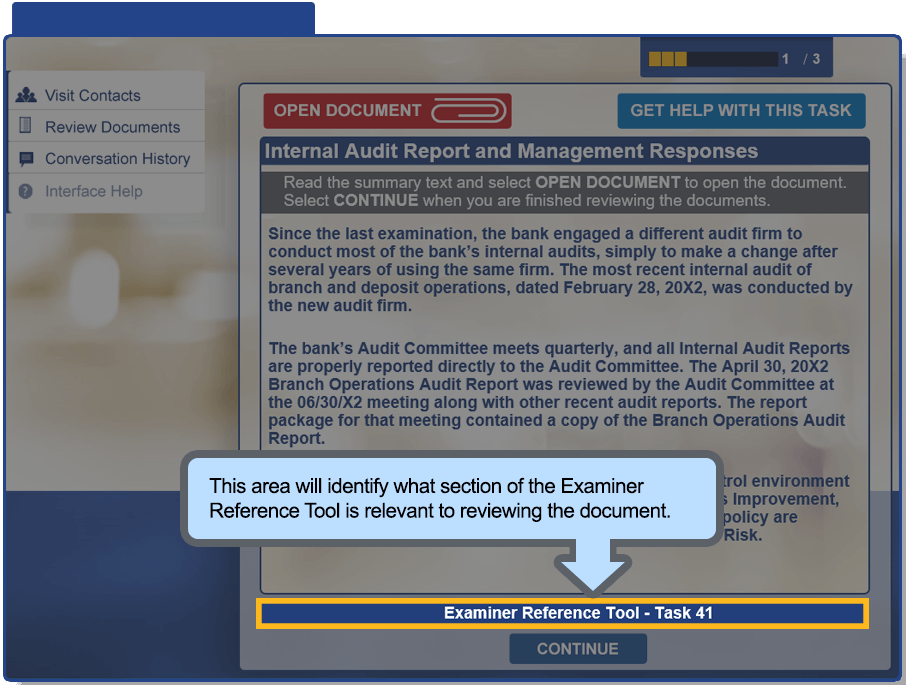 1 / 3
Visit Contacts
Review Documents
Conversation History
Interface Help
OPEN DOCUMENT
GET HELP WITH THIS TASK
Internal Audit Report and Management Responses
Read the summary text and select OPEN DOCUMENT to open the document.
Select CONTINUE when you are finished reviewing the documents.
Since the last examination, the bank engaged a different audit firm to
conduct most of the bank's internal audits, simply to make a change after
several years of using the same firm. The most recent internal audit of
branch and deposit operations, dated February 28, 20X2, was conducted by
the new audit firm.
The bank's Audit Committee meets quarterly, and all Internal Audit Reports
are properly reported directly to the Audit Committee. The April 30, 20X2
Branch Operations Audit Report was reviewed by the Audit Committee at
the 06/30/X2 meeting along with other recent audit reports. The report
package for that meeting contained a copy of the Branch Operations Audit
Report.
environment
Improvement,
policy are
Risk.
This area will identify what section of the Examiner
Reference Tool is relevant to reviewing the document.
Examiner Reference Tool - Task 41
CONTINUE